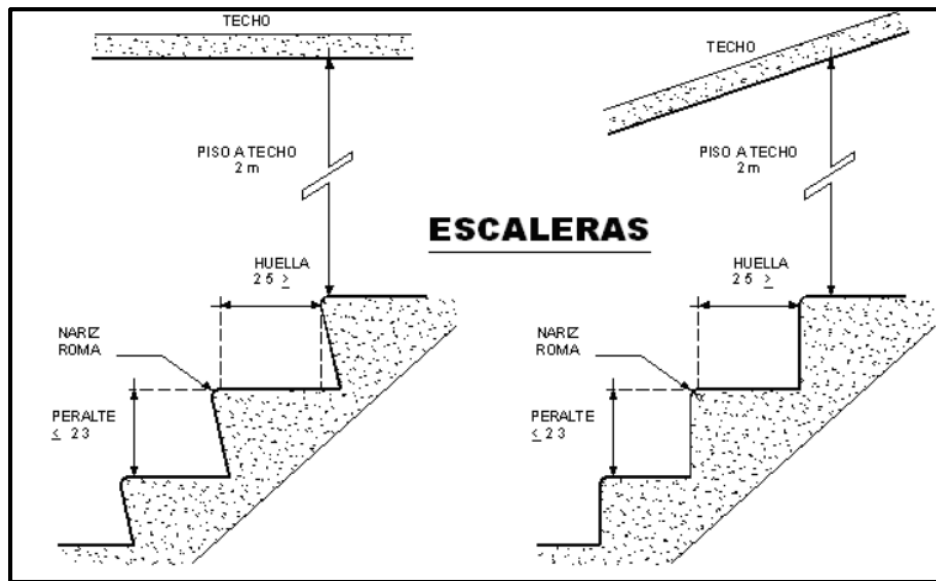 TECHO
PISO A TECHO
2 m
HUELLA
25 ≥
NARIZ
ROMA
PERALTE
≤ 23
ESCALERAS
TECHO
PISO A TECHO
2 m
HUELLA
25 ≥
NARIZ
ROMA
PERALTE
≤ 23